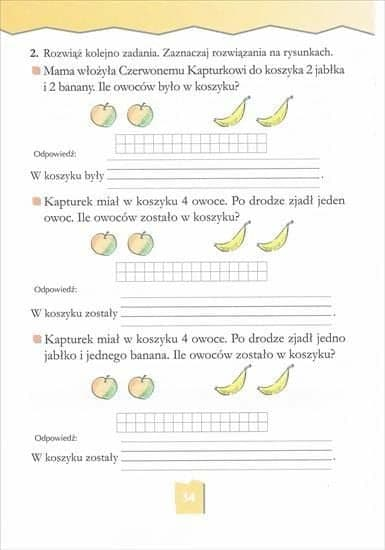 2. Rozwiąż kolejno zadania. Zaznaczaj rozwiązania na rysunkach.
Mama włożyła Czerwonemu Kapturkowi do koszyka 2 jabłka
i 2 banany. Ile owoców było w koszyku?
Odpowiedź:
W koszyku były .
Kapturek miał w koszyku 4 owoce. Po drodze zjadł jeden
owoc. Ile owoców zostało w koszyku?
Odpowiedź:
W koszyku zostały .
Kapturek miał w koszyku 4 owoce. Po drodze zjadł jedno
jabłko i jednego banana. Ile owoców zostało w koszyku?
Odpowiedź:
W koszyku zostały .
34